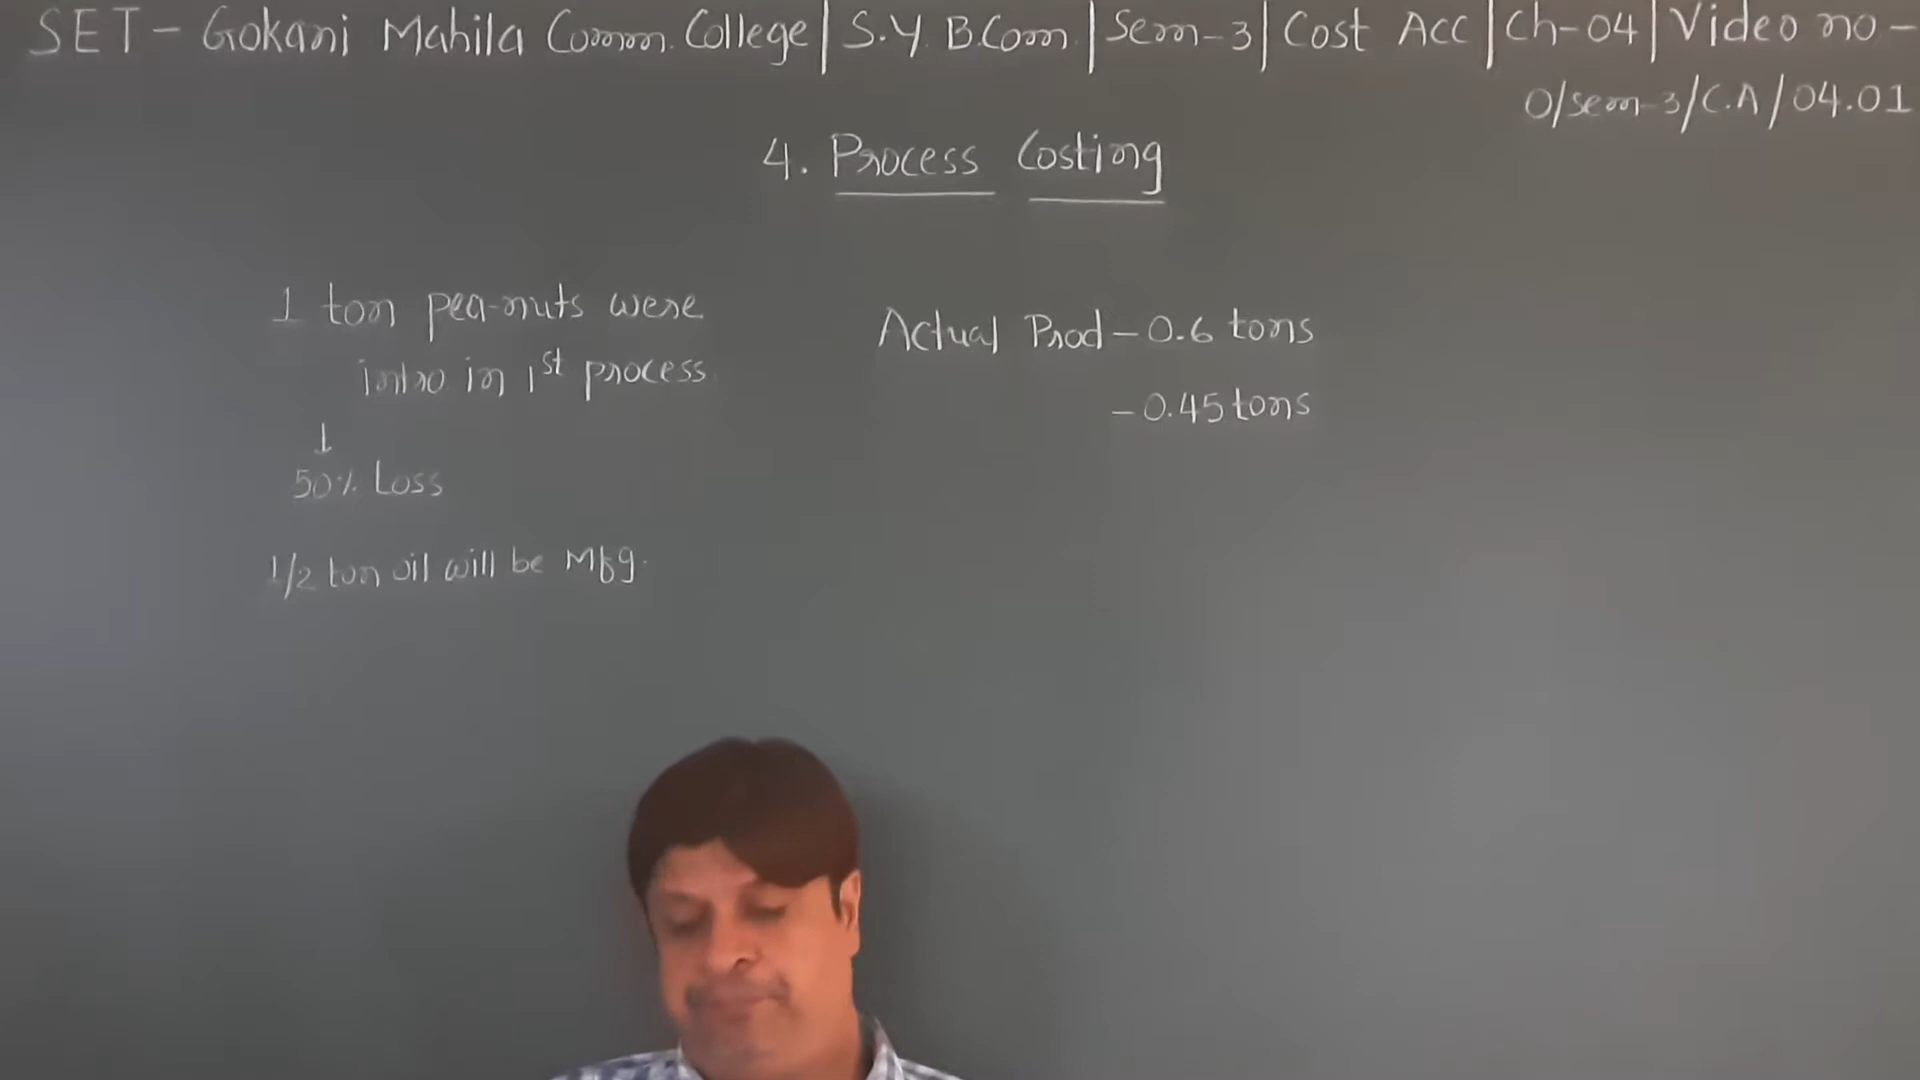 SET - Gokani Mahila Comm. College | S.Y. B.Com. | Sem-3 | Cost Acc | Ch-04 | Video no -
O/sem-3/C.A/04.01
4. Process Costing
1 ton pea-nuts were
intro in 1st process
↓
50% Loss
1/2 ton oil will be Mfg.
Actual Prod - 0.6 tons
- 0.45 tons